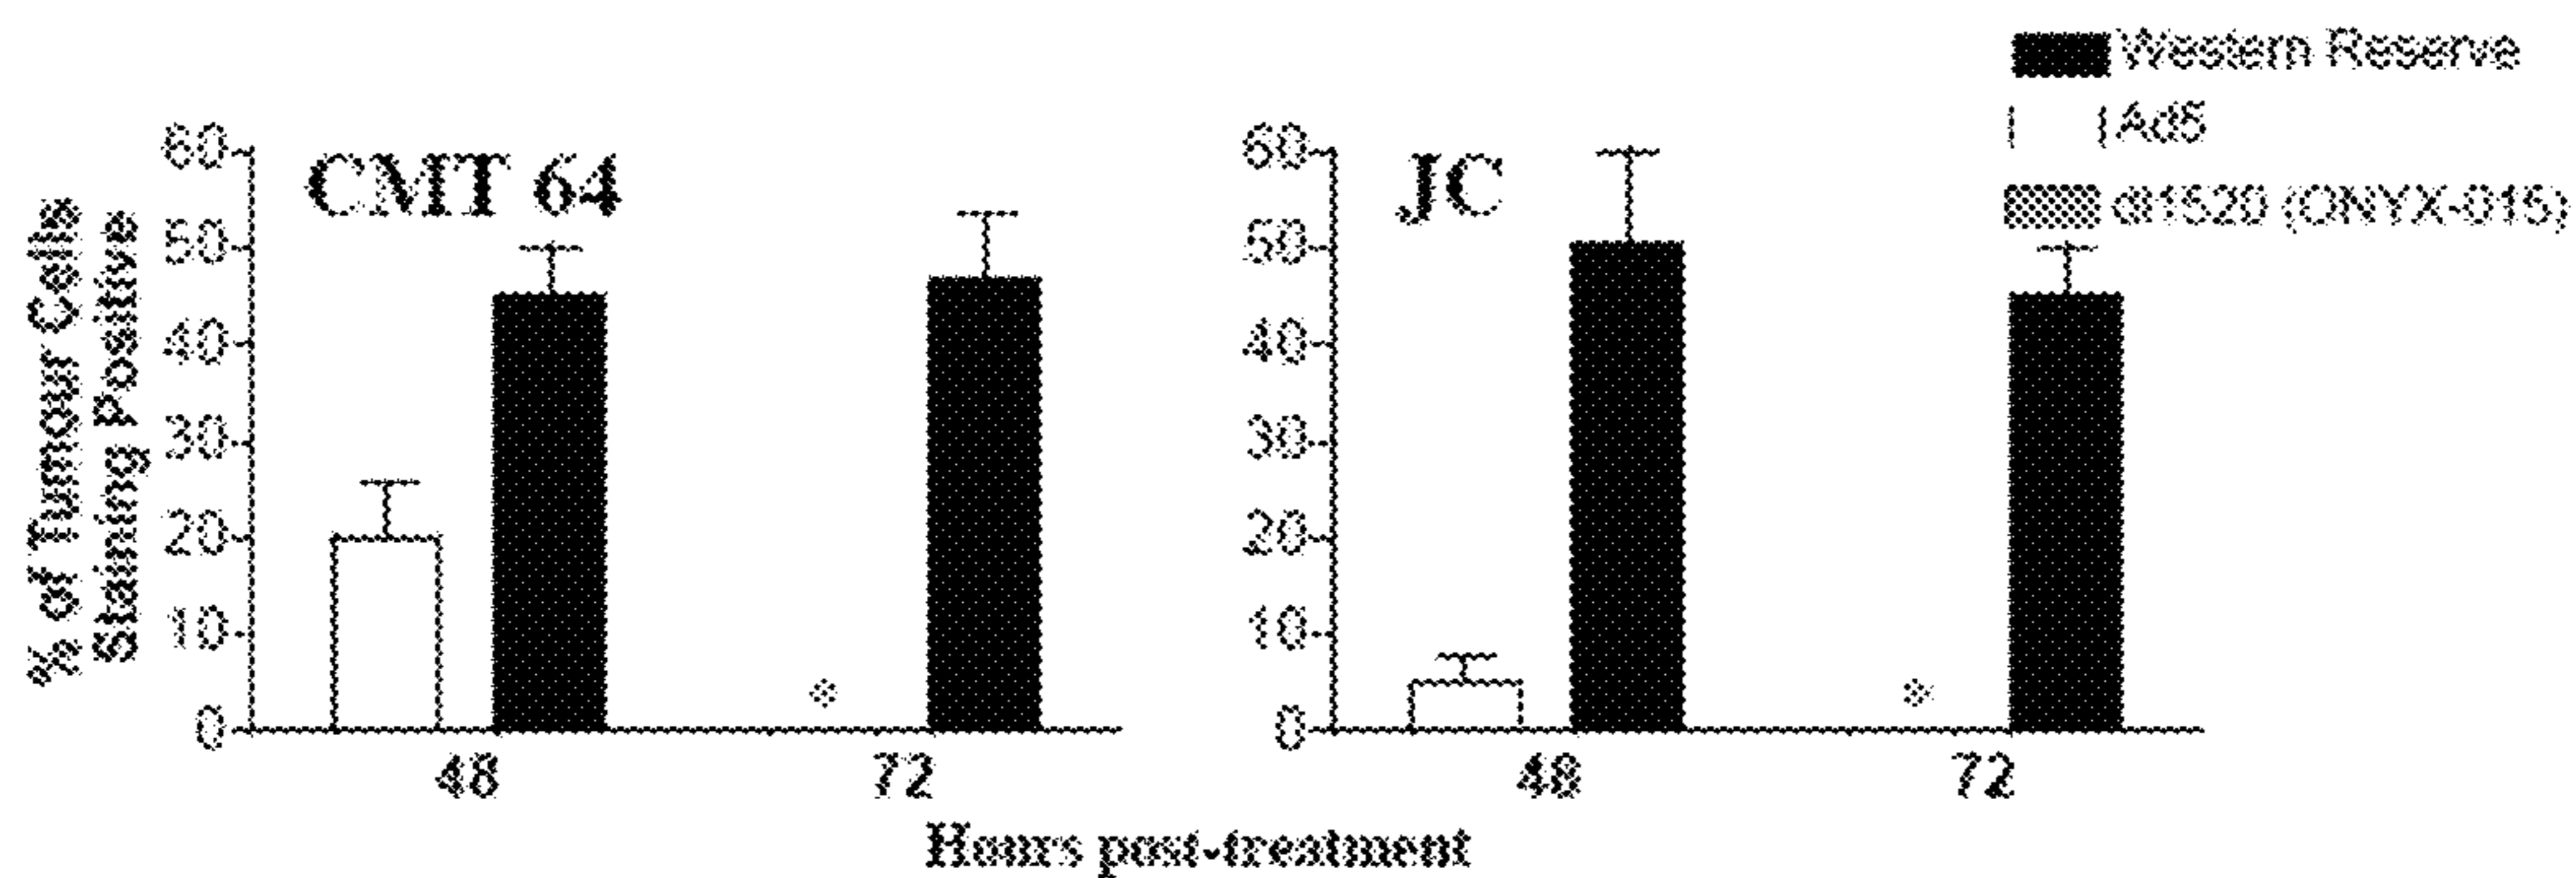 Western Reserve
Ad5
dl1520 (ONYX-015)
% of Tumour Cells
Staining Positive
CMT 64
60
50
40
30
20
10
0
48
72
*
JC
60
50
40
30
20
10
0
48
72
*
Hours post-treatment